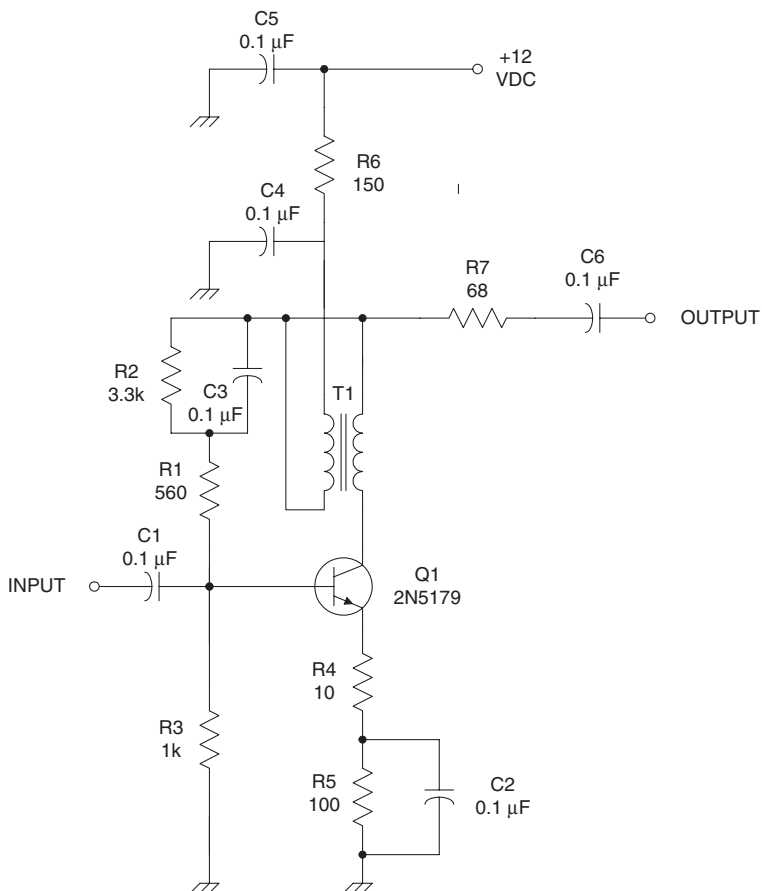 C5
0.1 μF
+12
VDC
R6
150
C4
0.1 μF
R7
68
C6
0.1 μF
OUTPUT
R2
3.3k
C3
0.1 μF
T1
R1
560
C1
0.1 μF
INPUT
Q1
2N5179
R4
10
R3
1k
R5
100
C2
0.1 μF